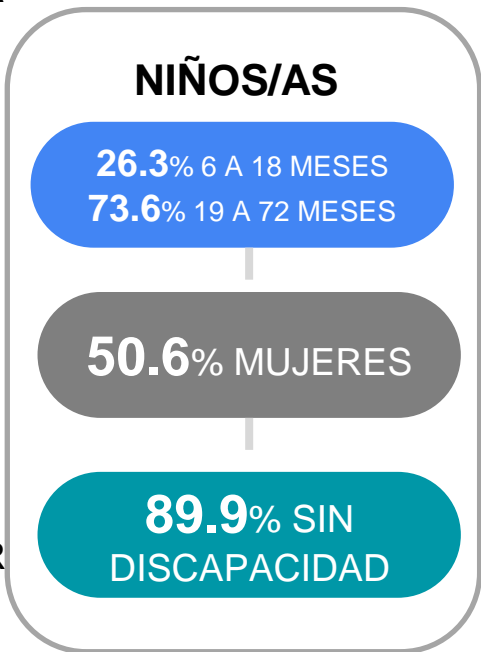 NIÑOS/AS
26.3% 6 A 18 MESES
73.6% 19 A 72 MESES
50.6% MUJERES
89.9% SIN
DISCAPACIDAD
R